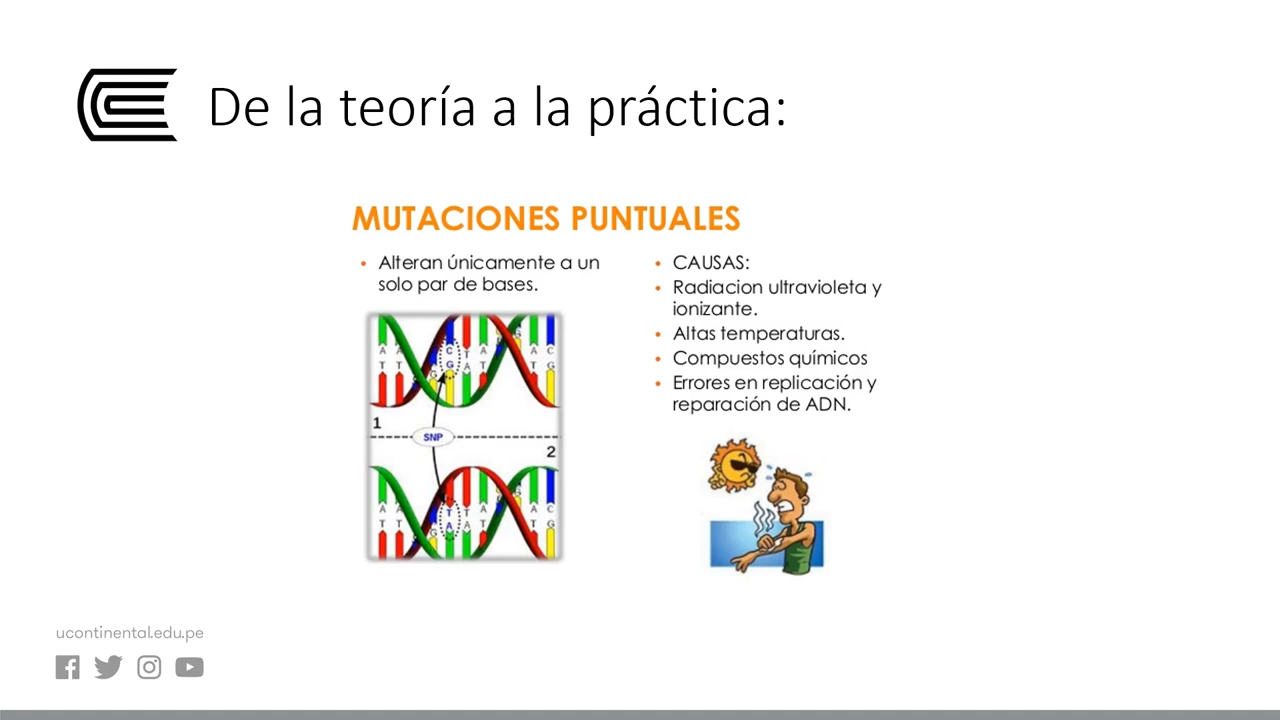 De la teoría a la práctica:
MUTACIONES PUNTUALES
• Alteran únicamente a un
solo par de bases.
• CAUSAS:
• Radiacion ultravioleta y
ionizante.
• Altas temperaturas.
• Compuestos químicos
• Errores en replicación y
reparación de ADN.
A A C T A A C
T T G G A T T G
1
SNP
2
A A T T A A C
T T G A A T T G
ucontinental.edu.pe